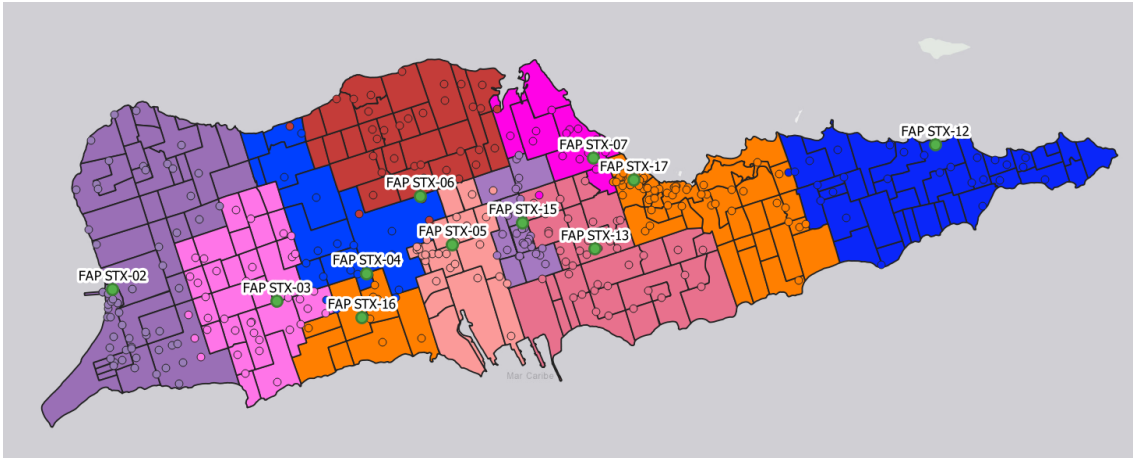 FAP STX-12
FAP STX-07
FAP STX-17
FAP STX-06
FAP STX-15
FAP STX-05
FAP STX-13
FAP STX-04
FAP STX-02
FAP STX-03
FAP STX-16
Mar Caribe